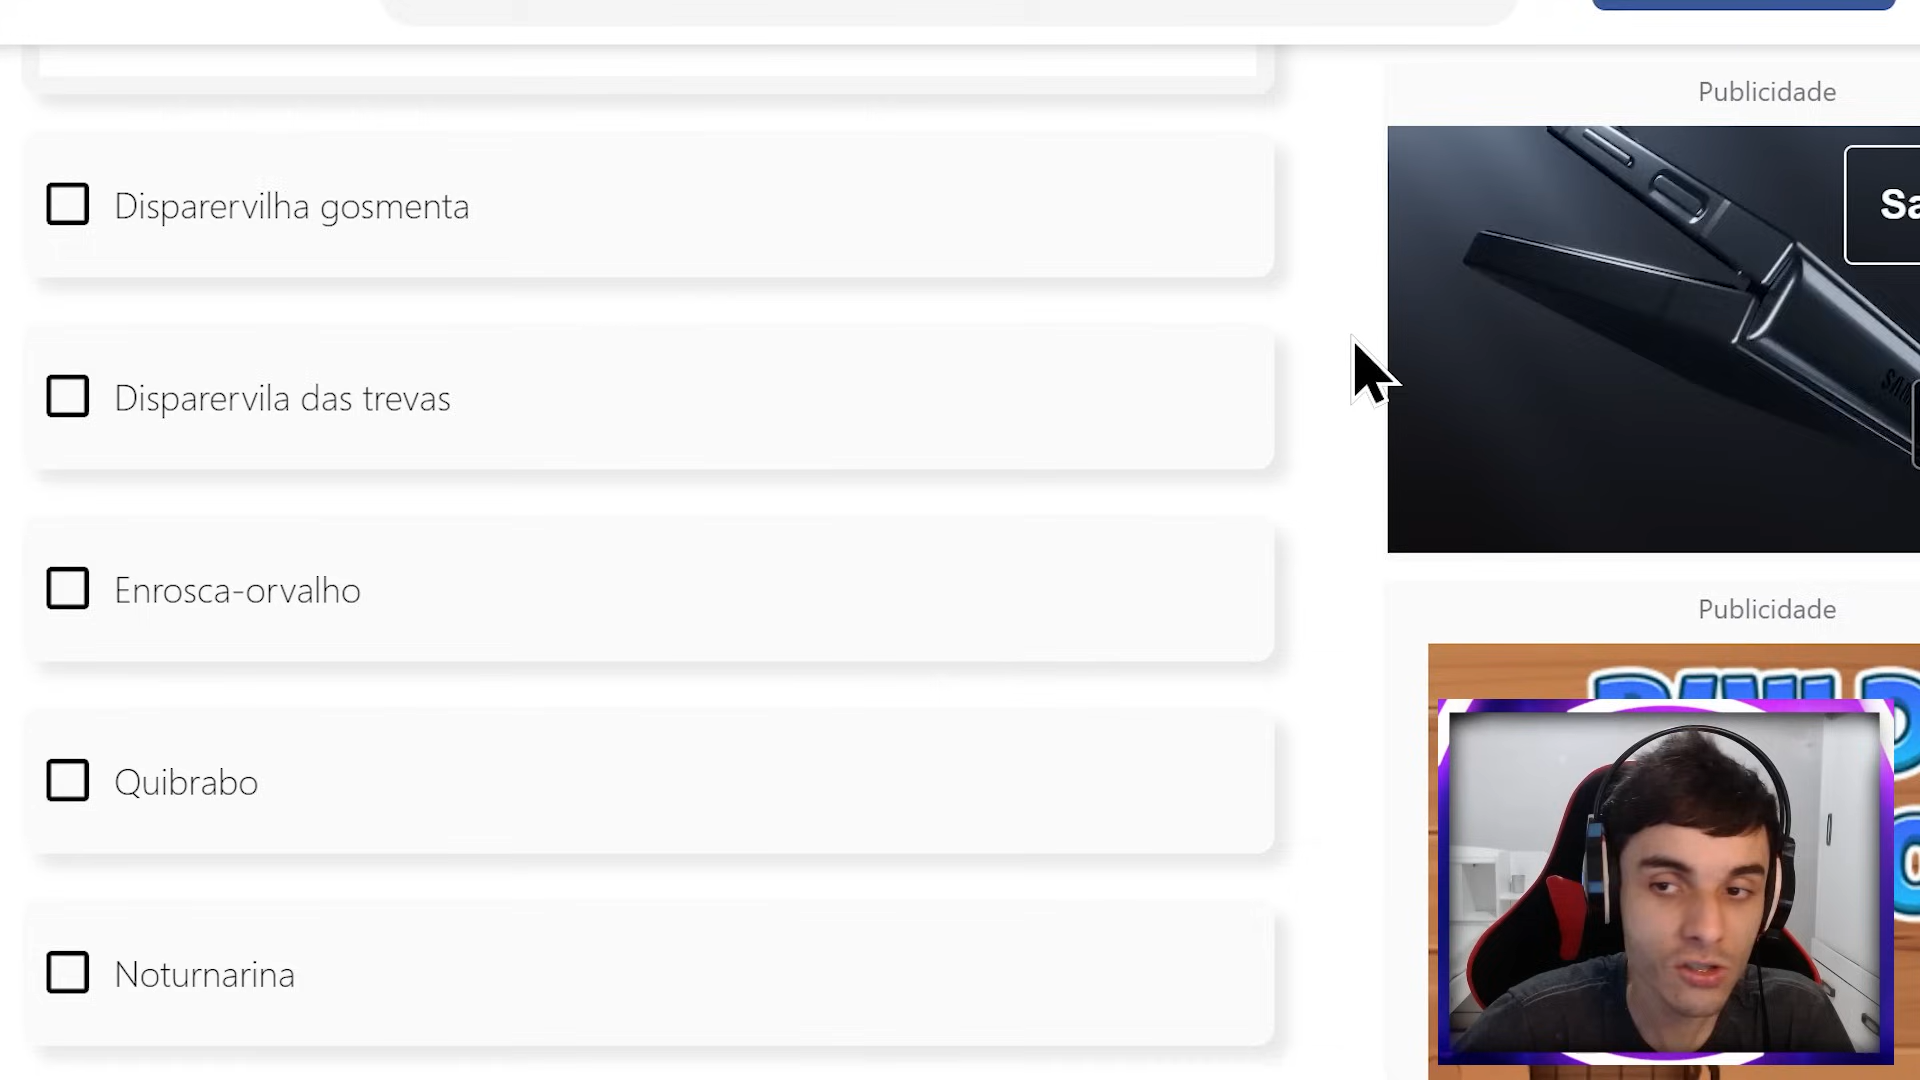 Publicidade
Disparervilha gosmenta
Disparervila das trevas
Enrosca-orvalho
Publicidade
Quibrabo
Noturnarina